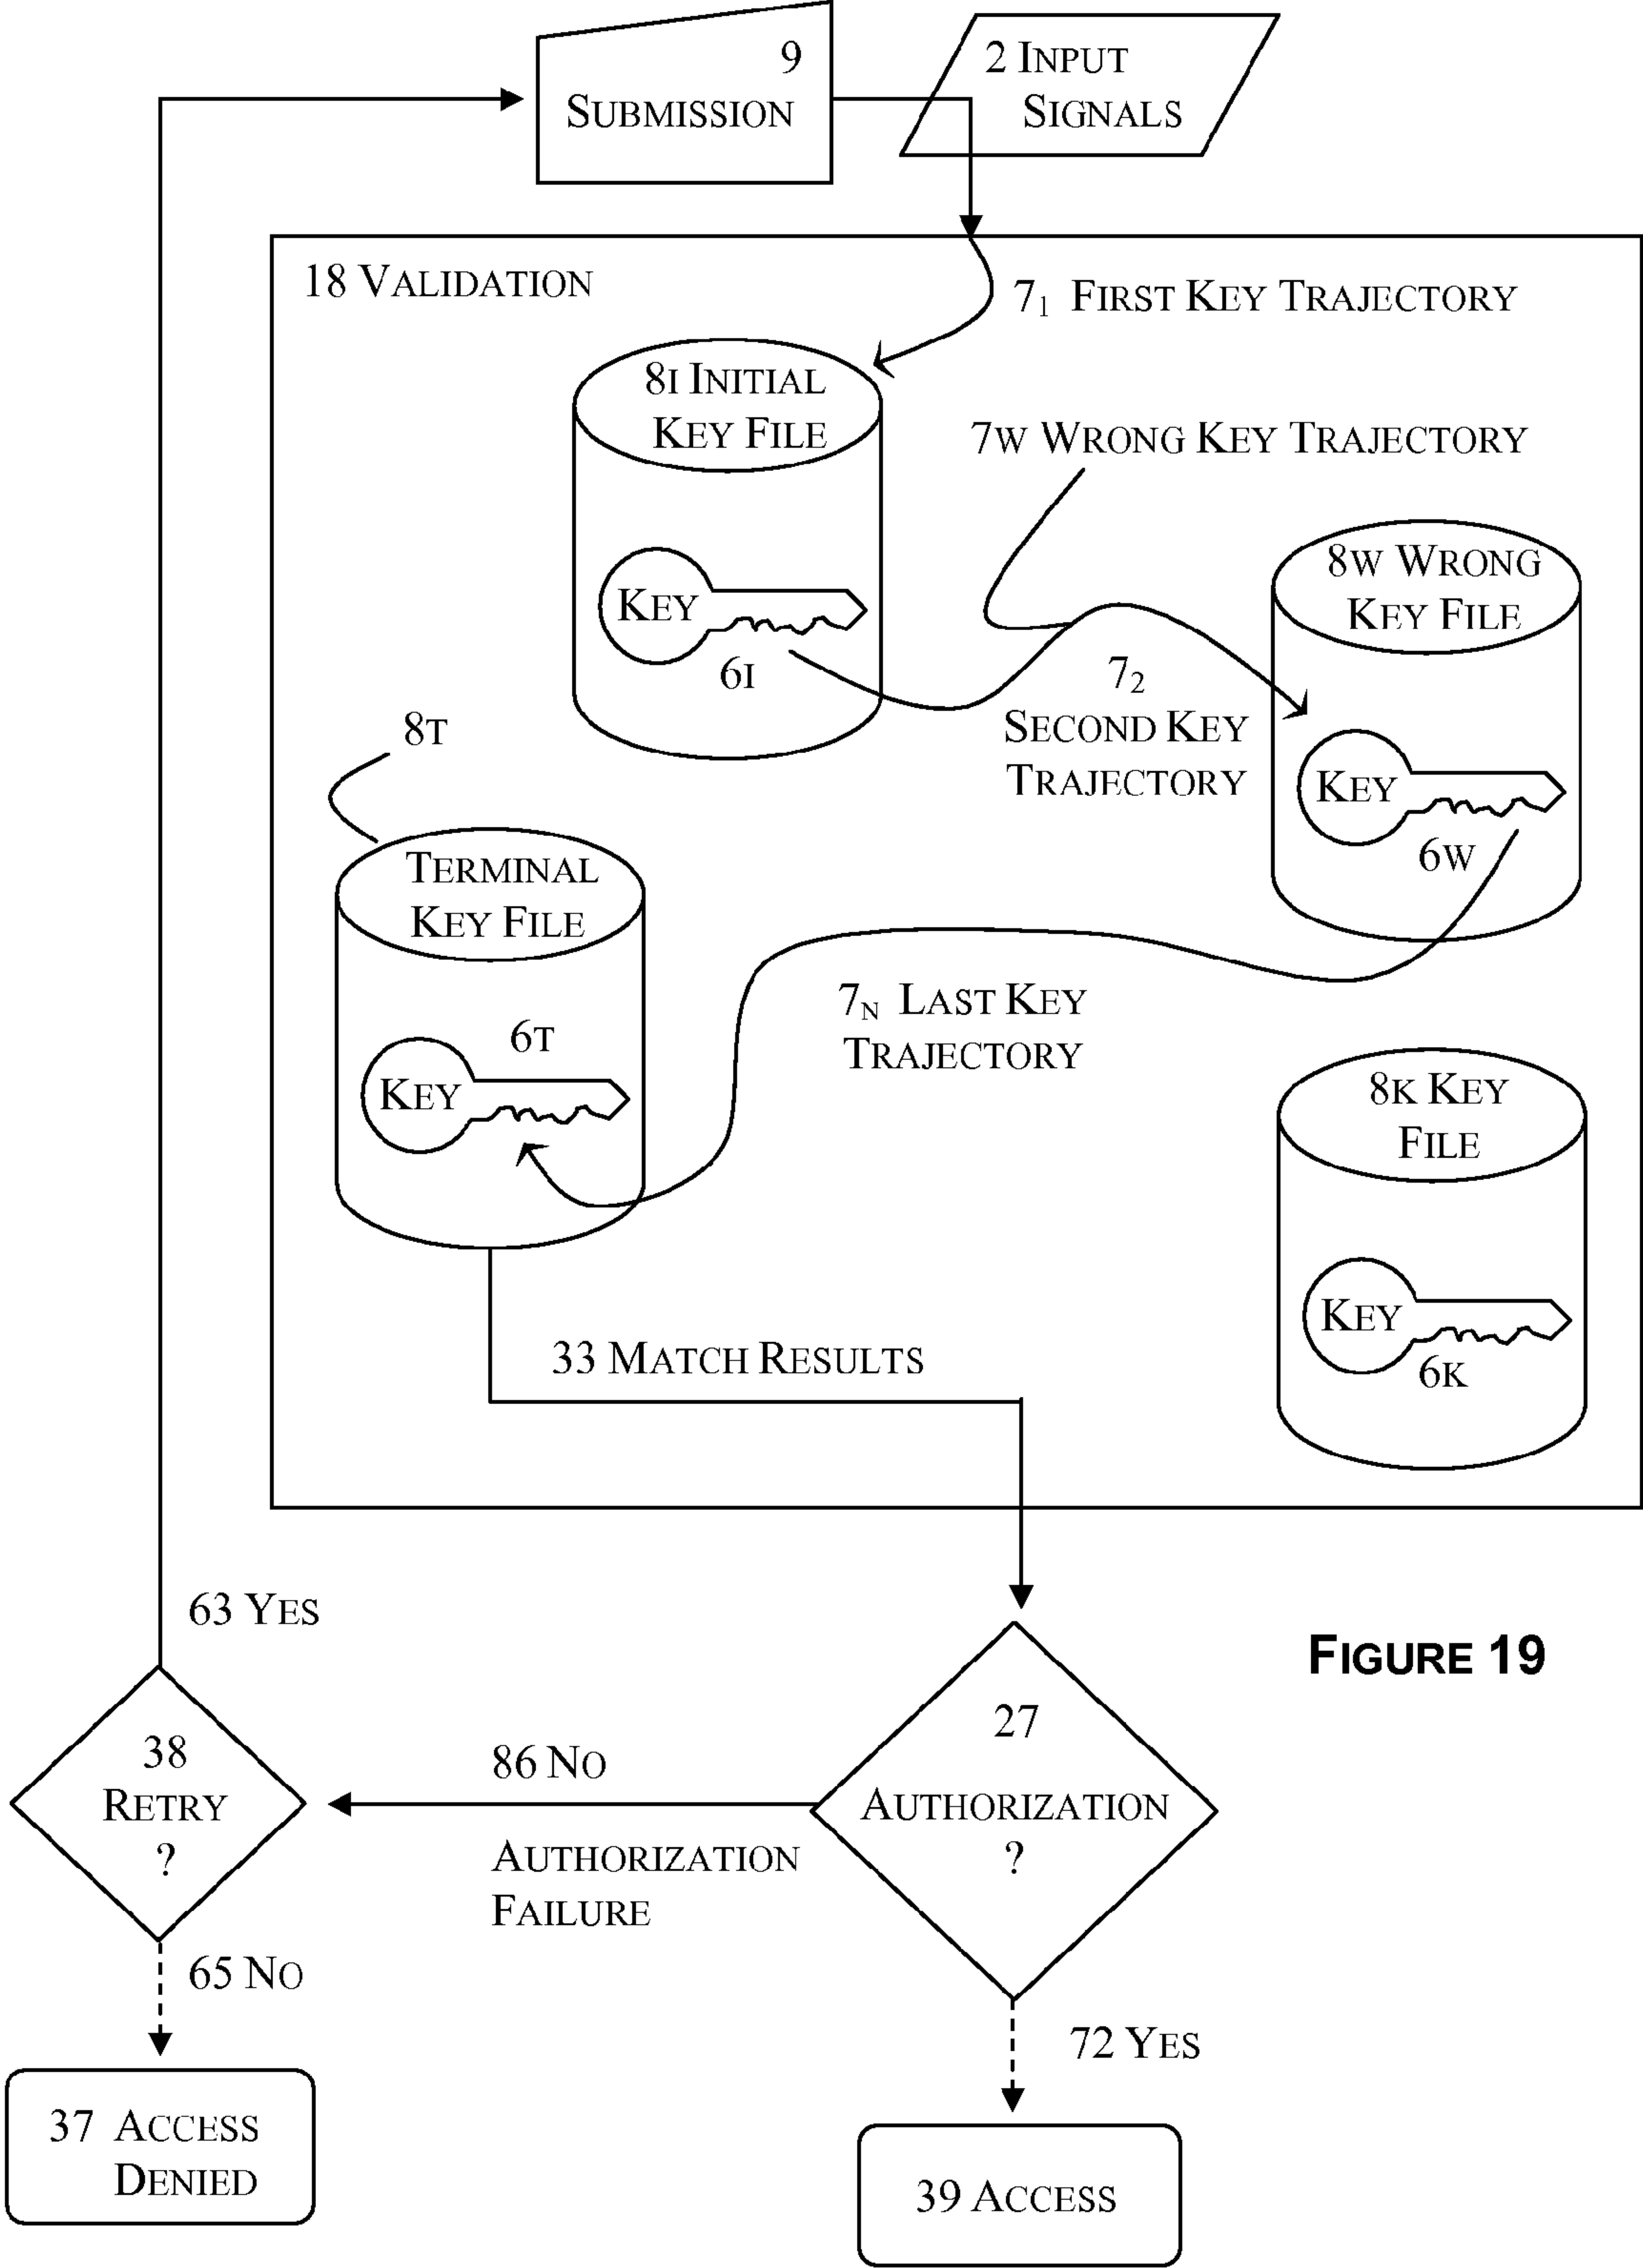 9
SUBMISSION
2 INPUT
SIGNALS
18 VALIDATION
7₁ FIRST KEY TRAJECTORY
8I INITIAL
KEY FILE
7W WRONG KEY TRAJECTORY
8W WRONG
KEY FILE
KEY
6I
7₂
SECOND KEY
TRAJECTORY
8T
KEY
6W
TERMINAL
KEY FILE
7N LAST KEY
TRAJECTORY
6T
KEY
8K KEY
FILE
KEY
6K
33 MATCH RESULTS
63 YES
FIGURE 19
27
AUTHORIZATION
?
38
RETRY
?
86 NO
AUTHORIZATION
FAILURE
65 NO
72 YES
37 ACCESS
DENIED
39 ACCESS